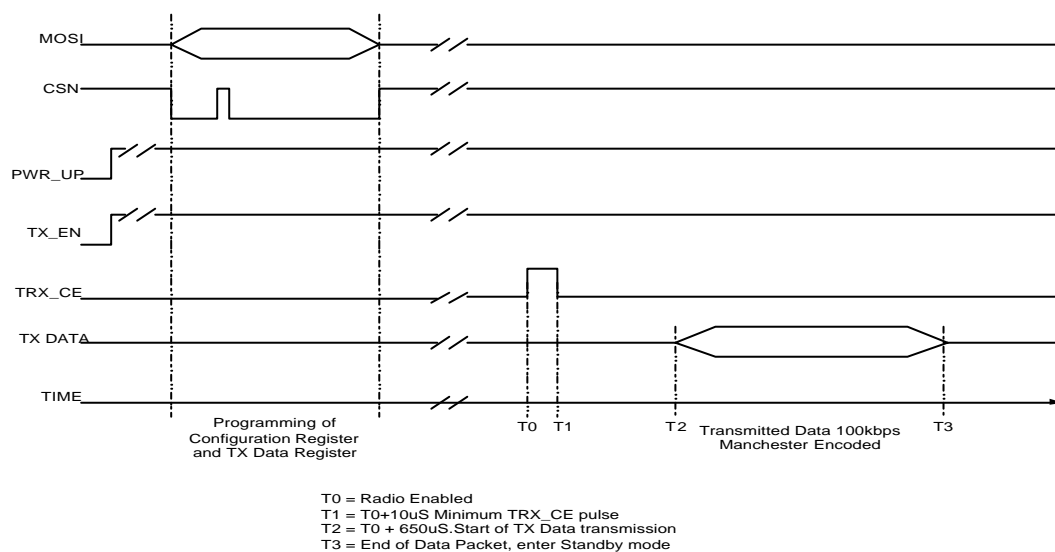 MOSI
CSN
PWR_UP
TX_EN
TRX_CE
TX DATA
TIME
Programming of
Configuration Register
and TX Data Register
T0
T1
T2
Transmitted Data 100kbps
Manchester Encoded
T3
T0 = Radio Enabled
T1 = T0+10uS Minimum TRX_CE pulse
T2 = T0 + 650uS.Start of TX Data transmission
T3 = End of Data Packet, enter Standby mode